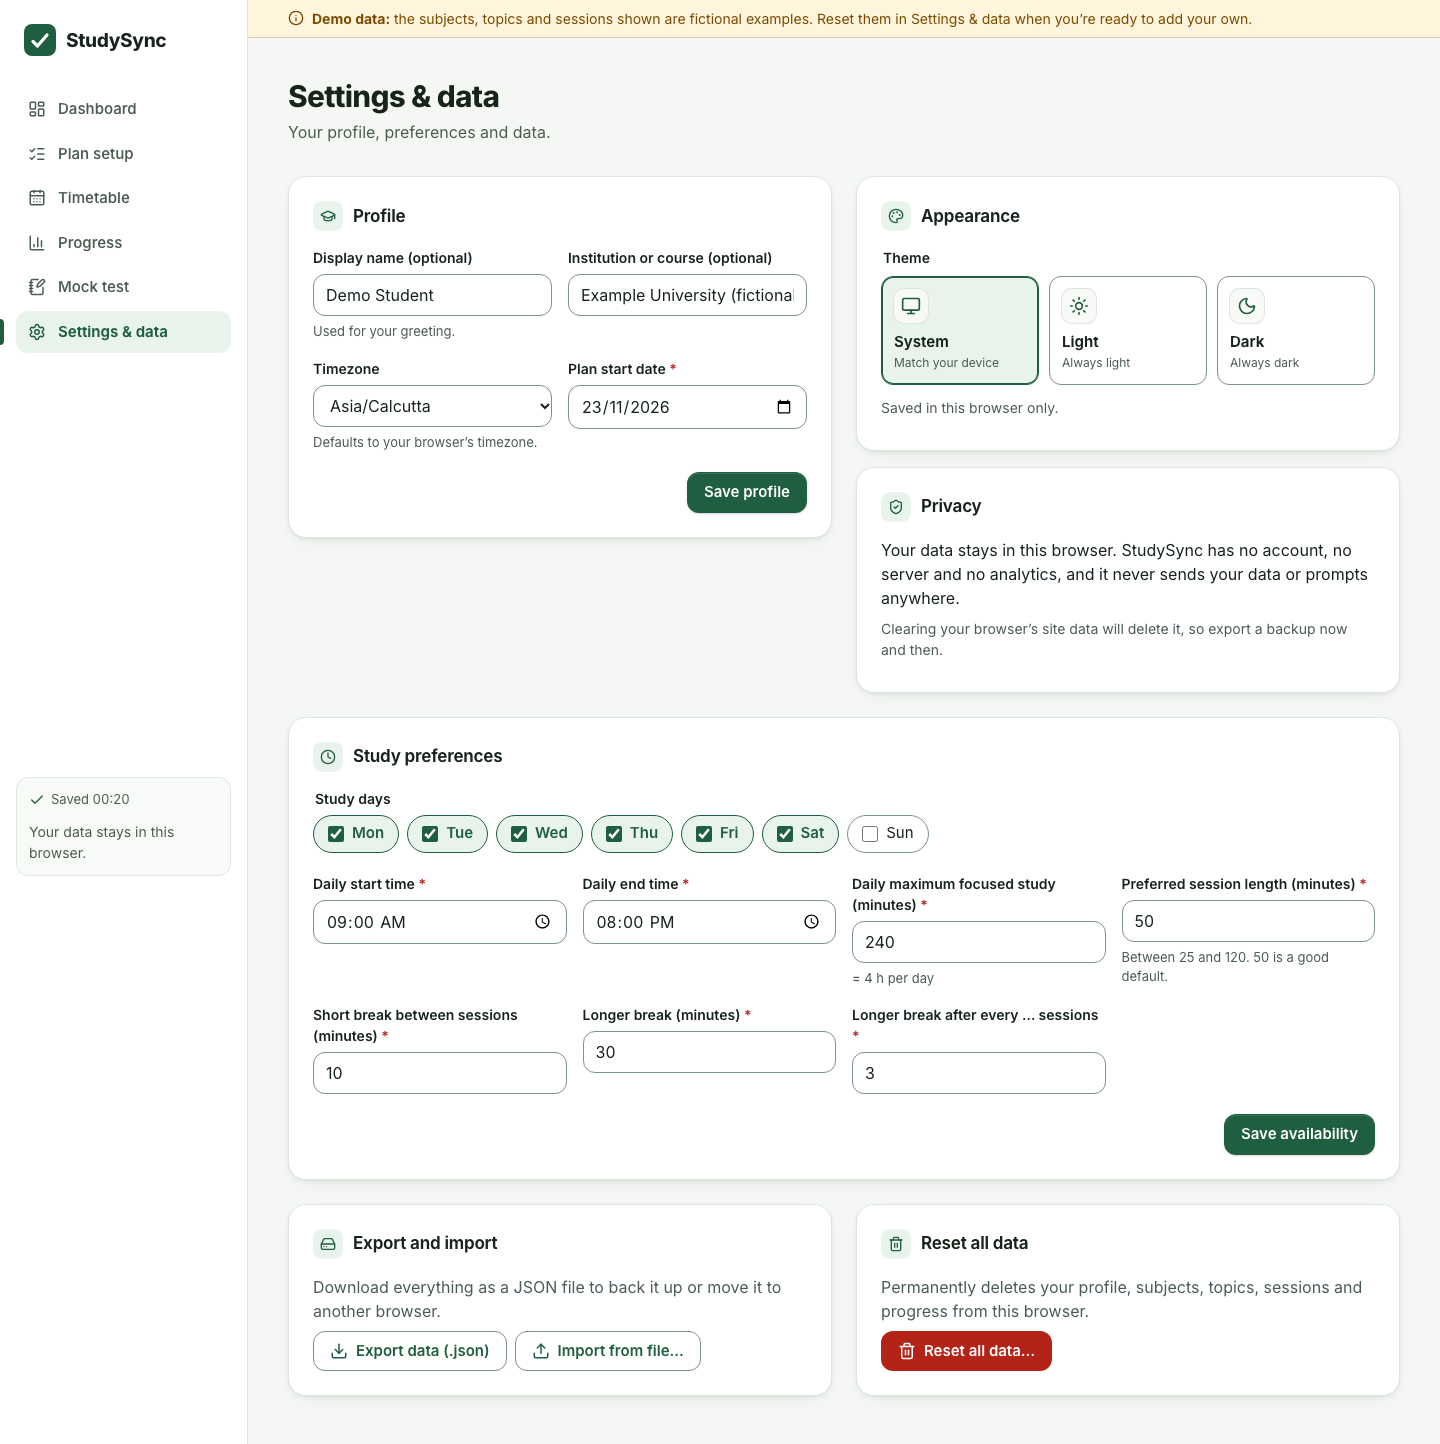 StudySync
Dashboard
Plan setup
Timetable
Progress
Mock test
Settings & data
Saved 00:20
Your data stays in this
browser.
Demo data: the subjects, topics and sessions shown are fictional examples. Reset them in Settings & data when you’re ready to add your own.
Settings & data
Your profile, preferences and data.
Profile
Display name (optional)
Demo Student
Used for your greeting.
Institution or course (optional)
Example University (fictional
Timezone
Asia/Calcutta
Defaults to your browser’s timezone.
Plan start date *
23/11/2026
Save profile
Appearance
Theme
System
Match your device
Light
Always light
Dark
Always dark
Saved in this browser only.
Privacy
Your data stays in this browser. StudySync has no account, no
server and no analytics, and it never sends your data or prompts
anywhere.
Clearing your browser’s site data will delete it, so export a backup now
and then.
Study preferences
Study days
Mon Tue Wed Thu Fri Sat Sun
Daily start time *
09:00 AM
Daily end time *
08:00 PM
Daily maximum focused study
(minutes) *
240
= 4 h per day
Preferred session length (minutes) *
50
Between 25 and 120. 50 is a good
default.
Short break between sessions
(minutes) *
10
Longer break (minutes) *
30
Longer break after every … sessions
*
3
Save availability
Export and import
Download everything as a JSON file to back it up or move it to
another browser.
Export data (.json)
Import from file…
Reset all data
Permanently deletes your profile, subjects, topics, sessions and
progress from this browser.
Reset all data…